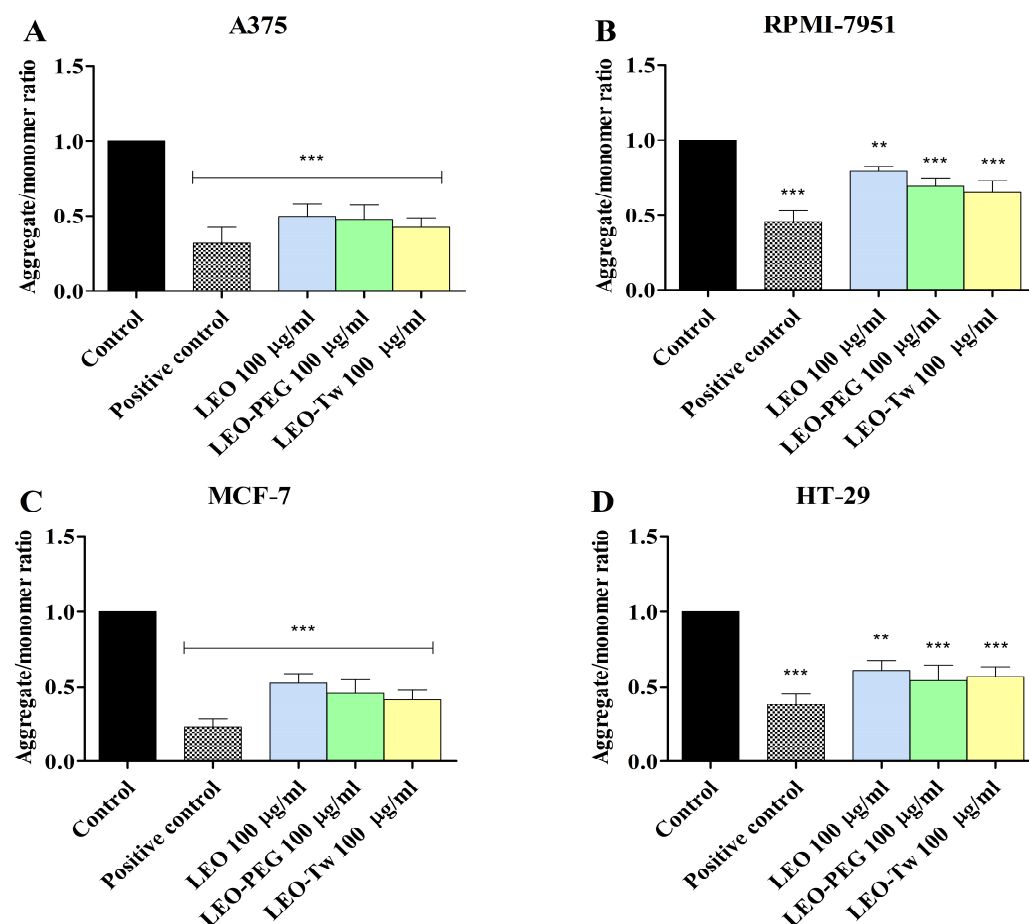 A
A375
Aggregate/monomer ratio
1.5
1.0
0.5
0.0
***
Control
Positive control
LEO 100 µg/ml
LEO-PEG 100 µg/ml
LEO-Tw 100 µg/ml
B
RPMI-7951
Aggregate/monomer ratio
1.5
1.0
0.5
0.0
***
**
***
***
Control
Positive control
LEO 100 µg/ml
LEO-PEG 100 µg/ml
LEO-Tw 100 µg/ml
C
MCF-7
Aggregate/monomer ratio
1.5
1.0
0.5
0.0
***
Control
Positive control
LEO 100 µg/ml
LEO-PEG 100 µg/ml
LEO-Tw 100 µg/ml
D
HT-29
Aggregate/monomer ratio
1.5
1.0
0.5
0.0
***
**
***
***
Control
Positive control
LEO 100 µg/ml
LEO-PEG 100 µg/ml
LEO-Tw 100 µg/ml